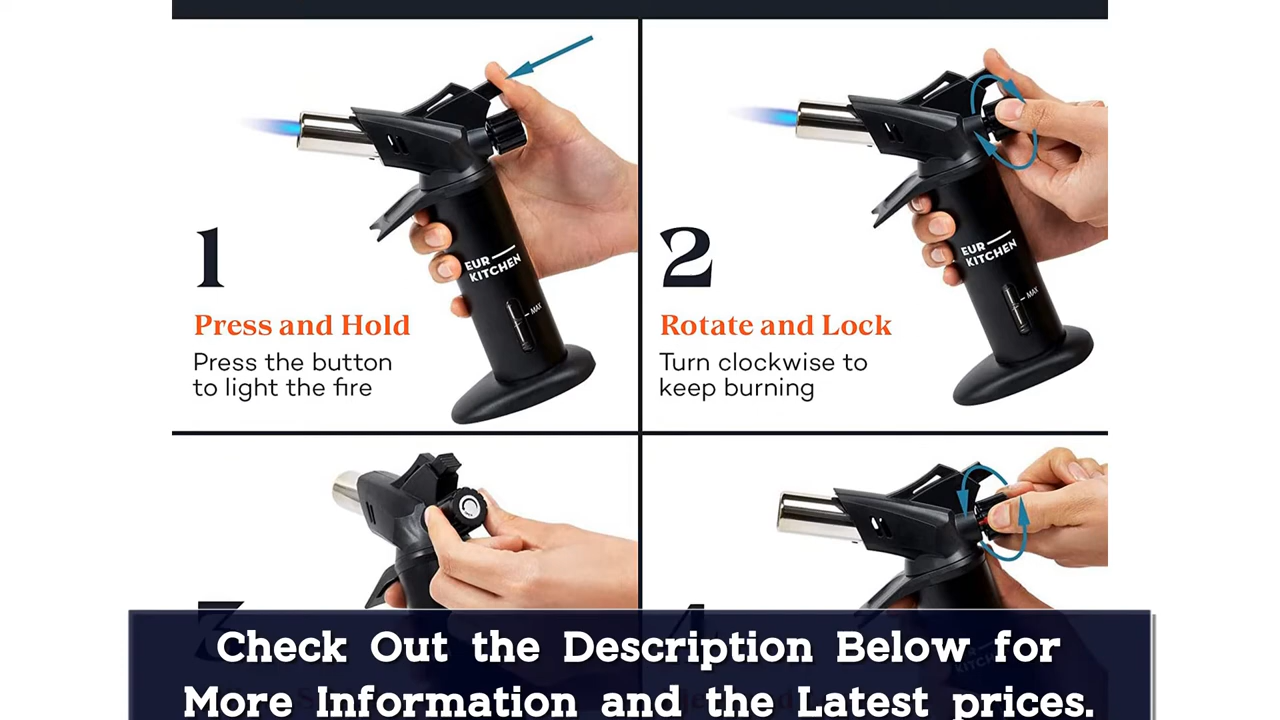 1
Press and Hold
Press the button
to light the fire
EUR
KITCHEN
MAX
2
Rotate and Lock
Turn clockwise to
keep burning
EUR
KITCHEN
MAX
3
4
Check Out the Description Below for
More Information and the Latest prices.